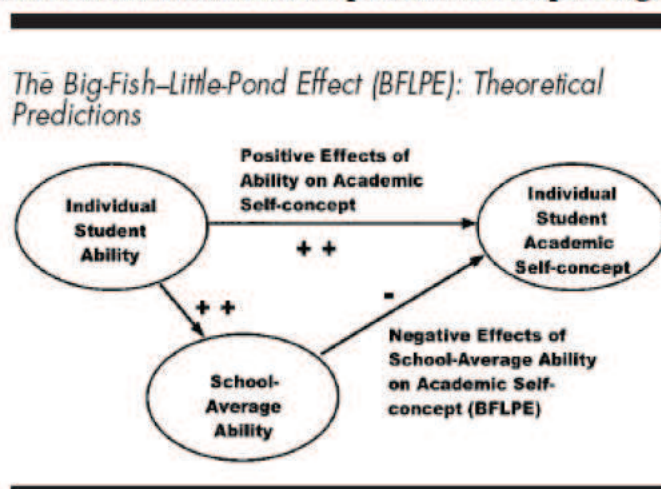 The Big-Fish–Little-Pond Effect (BFLPE): Theoretical
Predictions
Positive Effects of
Ability on Academic
Self-concept
Individual
Student
Ability
+ +
Individual
Student
Academic
Self-concept
+ +
-
Negative Effects of
School-Average Ability
on Academic Self-
concept (BFLPE)
School-
Average
Ability